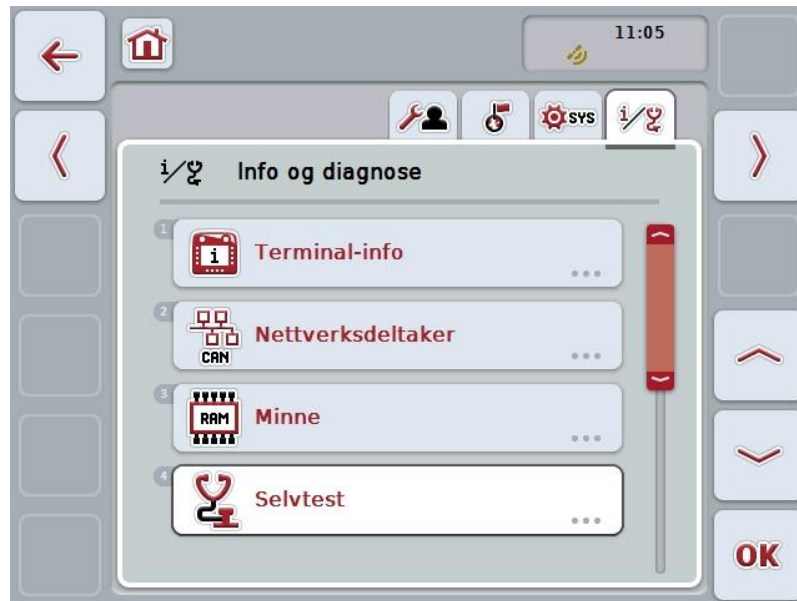 11:05
SYS
i/
i/ Info og diagnose
1
i
Terminal-info
2
CAN
Nettverksdeltaker
3
RAM
Minne
4
Selvtest
OK